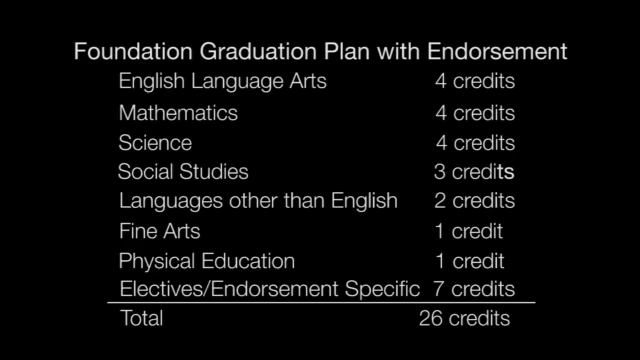 Foundation Graduation Plan with Endorsement
English Language Arts 4 credits
Mathematics 4 credits
Science 4 credits
Social Studies 3 credits
Languages other than English 2 credits
Fine Arts 1 credit
Physical Education 1 credit
Electives/Endorsement Specific 7 credits
Total 26 credits